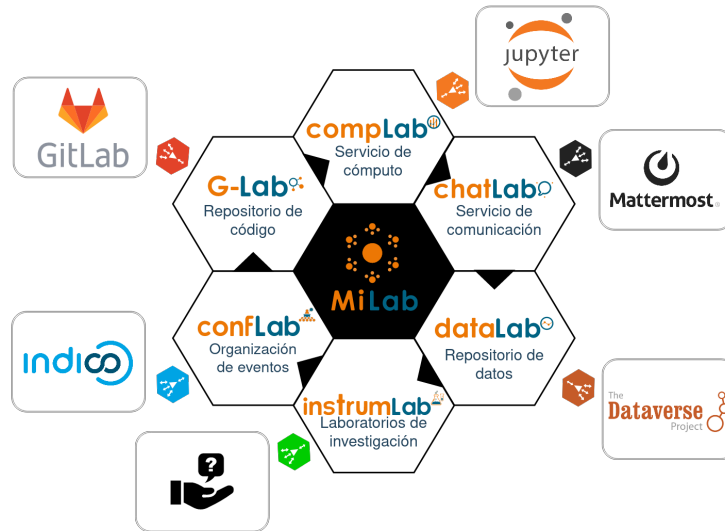 jupyter
GitLab
compLab
Servicio de
cómputo
G-Lab
Repositorio de
código
chatLab
Servicio de
comunicación
Mattermost
MiLab
confLab
Organización
de eventos
dataLab
Repositorio de
datos
indico
The
Dataverse
Project
instrumLab
Laboratorios de
investigación
?